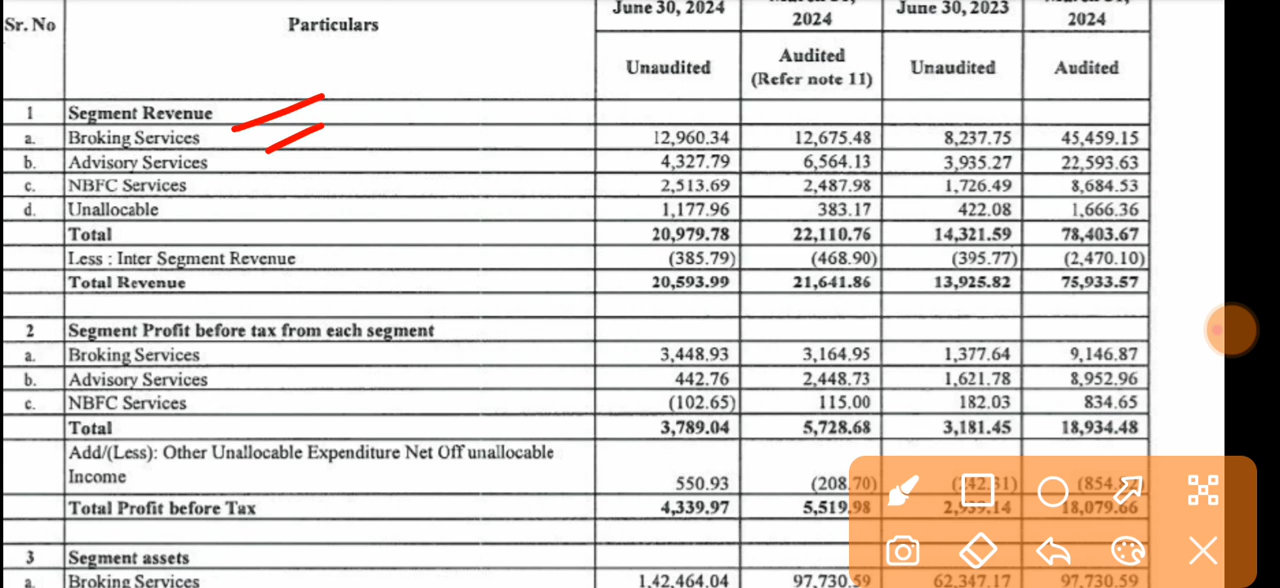 Sr. No Particulars June 30, 2024 2024 June 30, 2023 2024
Unaudited Audited (Refer note 11) Unaudited Audited
1 Segment Revenue
a. Broking Services 12,960.34 12,675.48 8,237.75 45,459.15
b. Advisory Services 4,327.79 6,564.13 3,935.27 22,593.63
c. NBFC Services 2,513.69 2,487.98 1,726.49 8,684.53
d. Unallocable 1,177.96 383.17 422.08 1,666.36
Total 20,979.78 22,110.76 14,321.59 78,403.67
Less : Inter Segment Revenue (385.79) (468.90) (395.77) (2,470.10)
Total Revenue 20,593.99 21,641.86 13,925.82 75,933.57
2 Segment Profit before tax from each segment
a. Broking Services 3,448.93 3,164.95 1,377.64 9,146.87
b. Advisory Services 442.76 2,448.73 1,621.78 8,952.96
c. NBFC Services (102.65) 115.00 182.03 834.65
Total 3,789.04 5,728.68 3,181.45 18,934.48
Add/(Less): Other Unallocable Expenditure Net Off unallocable
Income 550.93 (208.70)
Total Profit before Tax 4,339.97 5,519.98 2,939.14 18,079.66
3 Segment assets
a. Broking Services 1,42,464.04 97,730.59 62,347.17 97,730.59